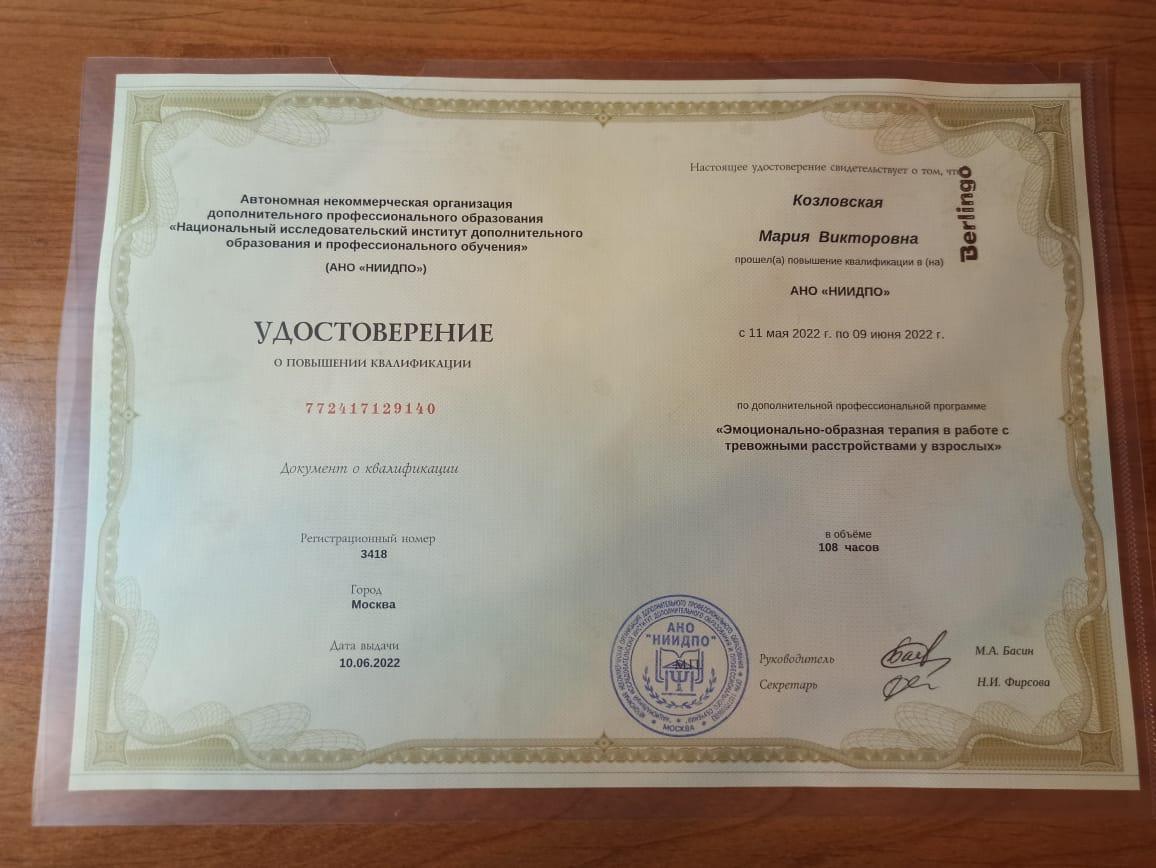 Автономная некоммерческая организация
дополнительного профессионального образования
«Национальный исследовательский институт дополнительного
образования и профессионального обучения»
(АНО «НИИДПО»)
УДОСТОВЕРЕНИЕ
О ПОВЫШЕНИИ КВАЛИФИКАЦИИ
772417129140
Документ о квалификации
Регистрационный номер
3418
Город
Москва
Дата выдачи
10.06.2022
Настоящее удостоверение свидетельствует о том, что
Berlingo
Козловская
Мария Викторовна
прошел(а) повышение квалификации в (на)
АНО «НИИДПО»
с 11 мая 2022 г. по 09 июня 2022 г.
по дополнительной профессиональной программе
«Эмоционально-образная терапия в работе с
тревожными расстройствами у взрослых»
в объёме
108 часов
АНО
"НИИДПО"
М.П.
МОСКВА
Руководитель
М.А. Басин
Секретарь
Н.И. Фирсова